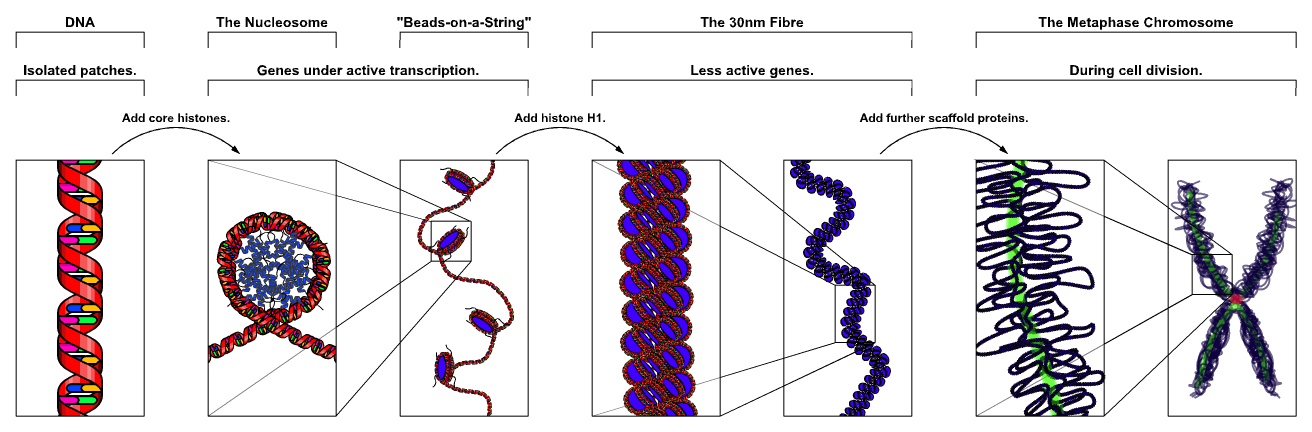 DNA
The Nucleosome
"Beads-on-a-String"
The 30nm Fibre
The Metaphase Chromosome
Isolated patches.
Genes under active transcription.
Less active genes.
During cell division.
Add core histones.
Add histone H1.
Add further scaffold proteins.